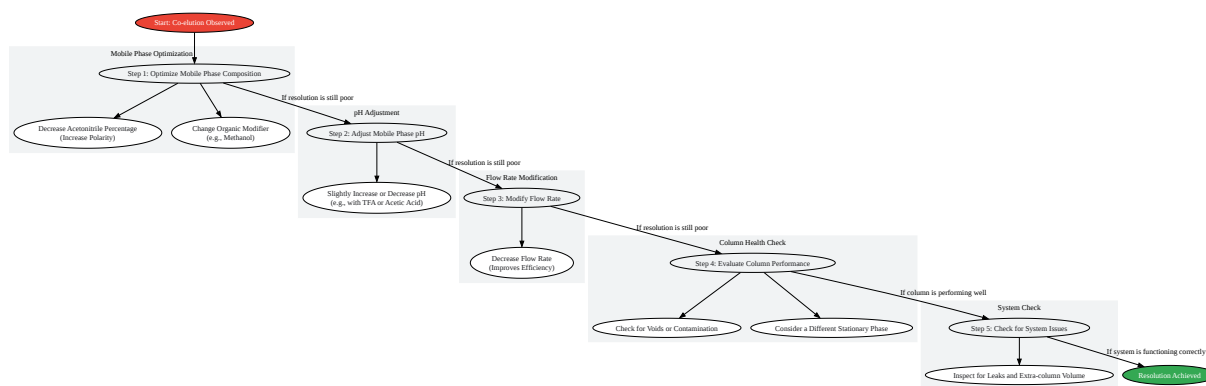 Start: Co-elution Observed
Mobile Phase Optimization
Step 1: Optimize Mobile Phase Composition
If resolution is still poor
Decrease Acetonitrile Percentage
(Increase Polarity)
Change Organic Modifier
(e.g., Methanol)
pH Adjustment
Step 2: Adjust Mobile Phase pH
If resolution is still poor
Slightly Increase or Decrease pH
(e.g., with TFA or Acetic Acid)
Flow Rate Modification
Step 3: Modify Flow Rate
If resolution is still poor
Decrease Flow Rate
(Improves Efficiency)
Column Health Check
Step 4: Evaluate Column Performance
If column is performing well
Check for Voids or Contamination
Consider a Different Stationary Phase
System Check
Step 5: Check for System Issues
If system is functioning correctly
Inspect for Leaks and Extra-column Volume
Resolution Achieved